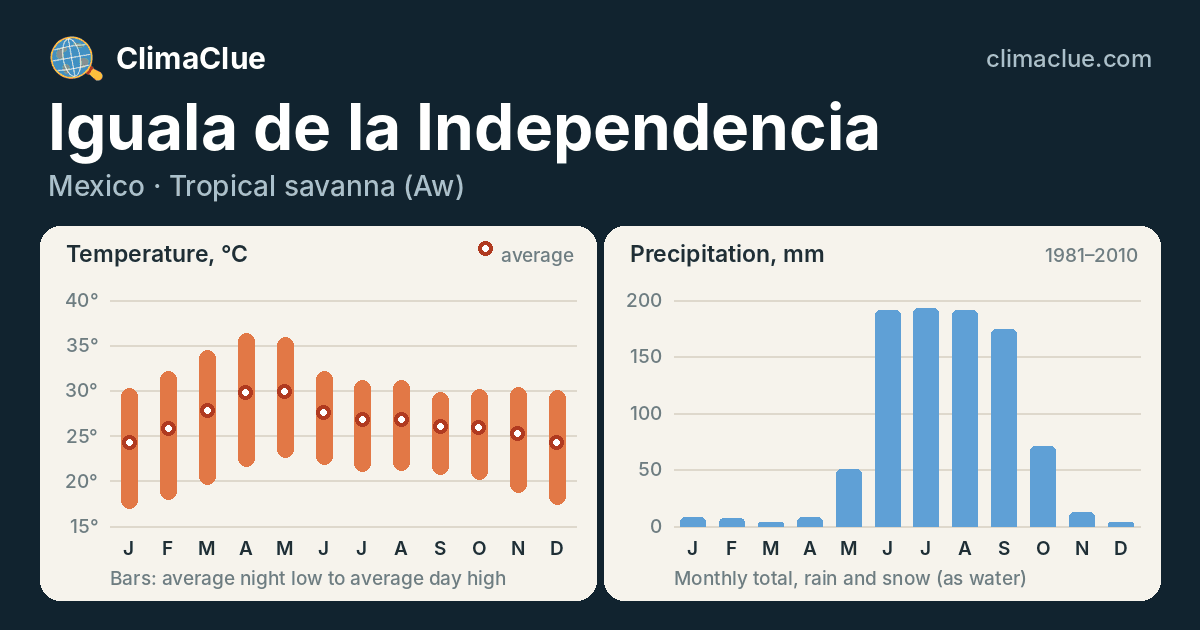 ClimaClue
climaclue.com
Iguala de la Independencia
Mexico · Tropical savanna (Aw)
Temperature, °C
average
40°
35°
30°
25°
20°
15°
J F M A M J J A S O N D
Bars: average night low to average day high
Precipitation, mm
1981–2010
200
150
100
50
0
J F M A M J J A S O N D
Monthly total, rain and snow (as water)